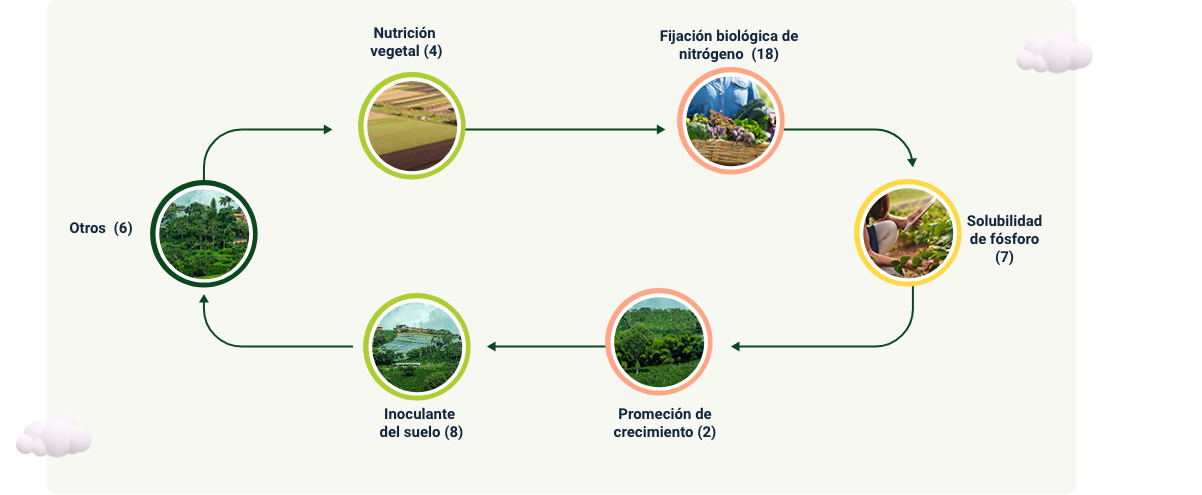 Nutrición
vegetal (4)
Fijación biológica de
nitrógeno (18)
Otros (6)
Solubilidad
de fósforo
(7)
Inoculante
del suelo (8)
Promeción de
crecimiento (2)